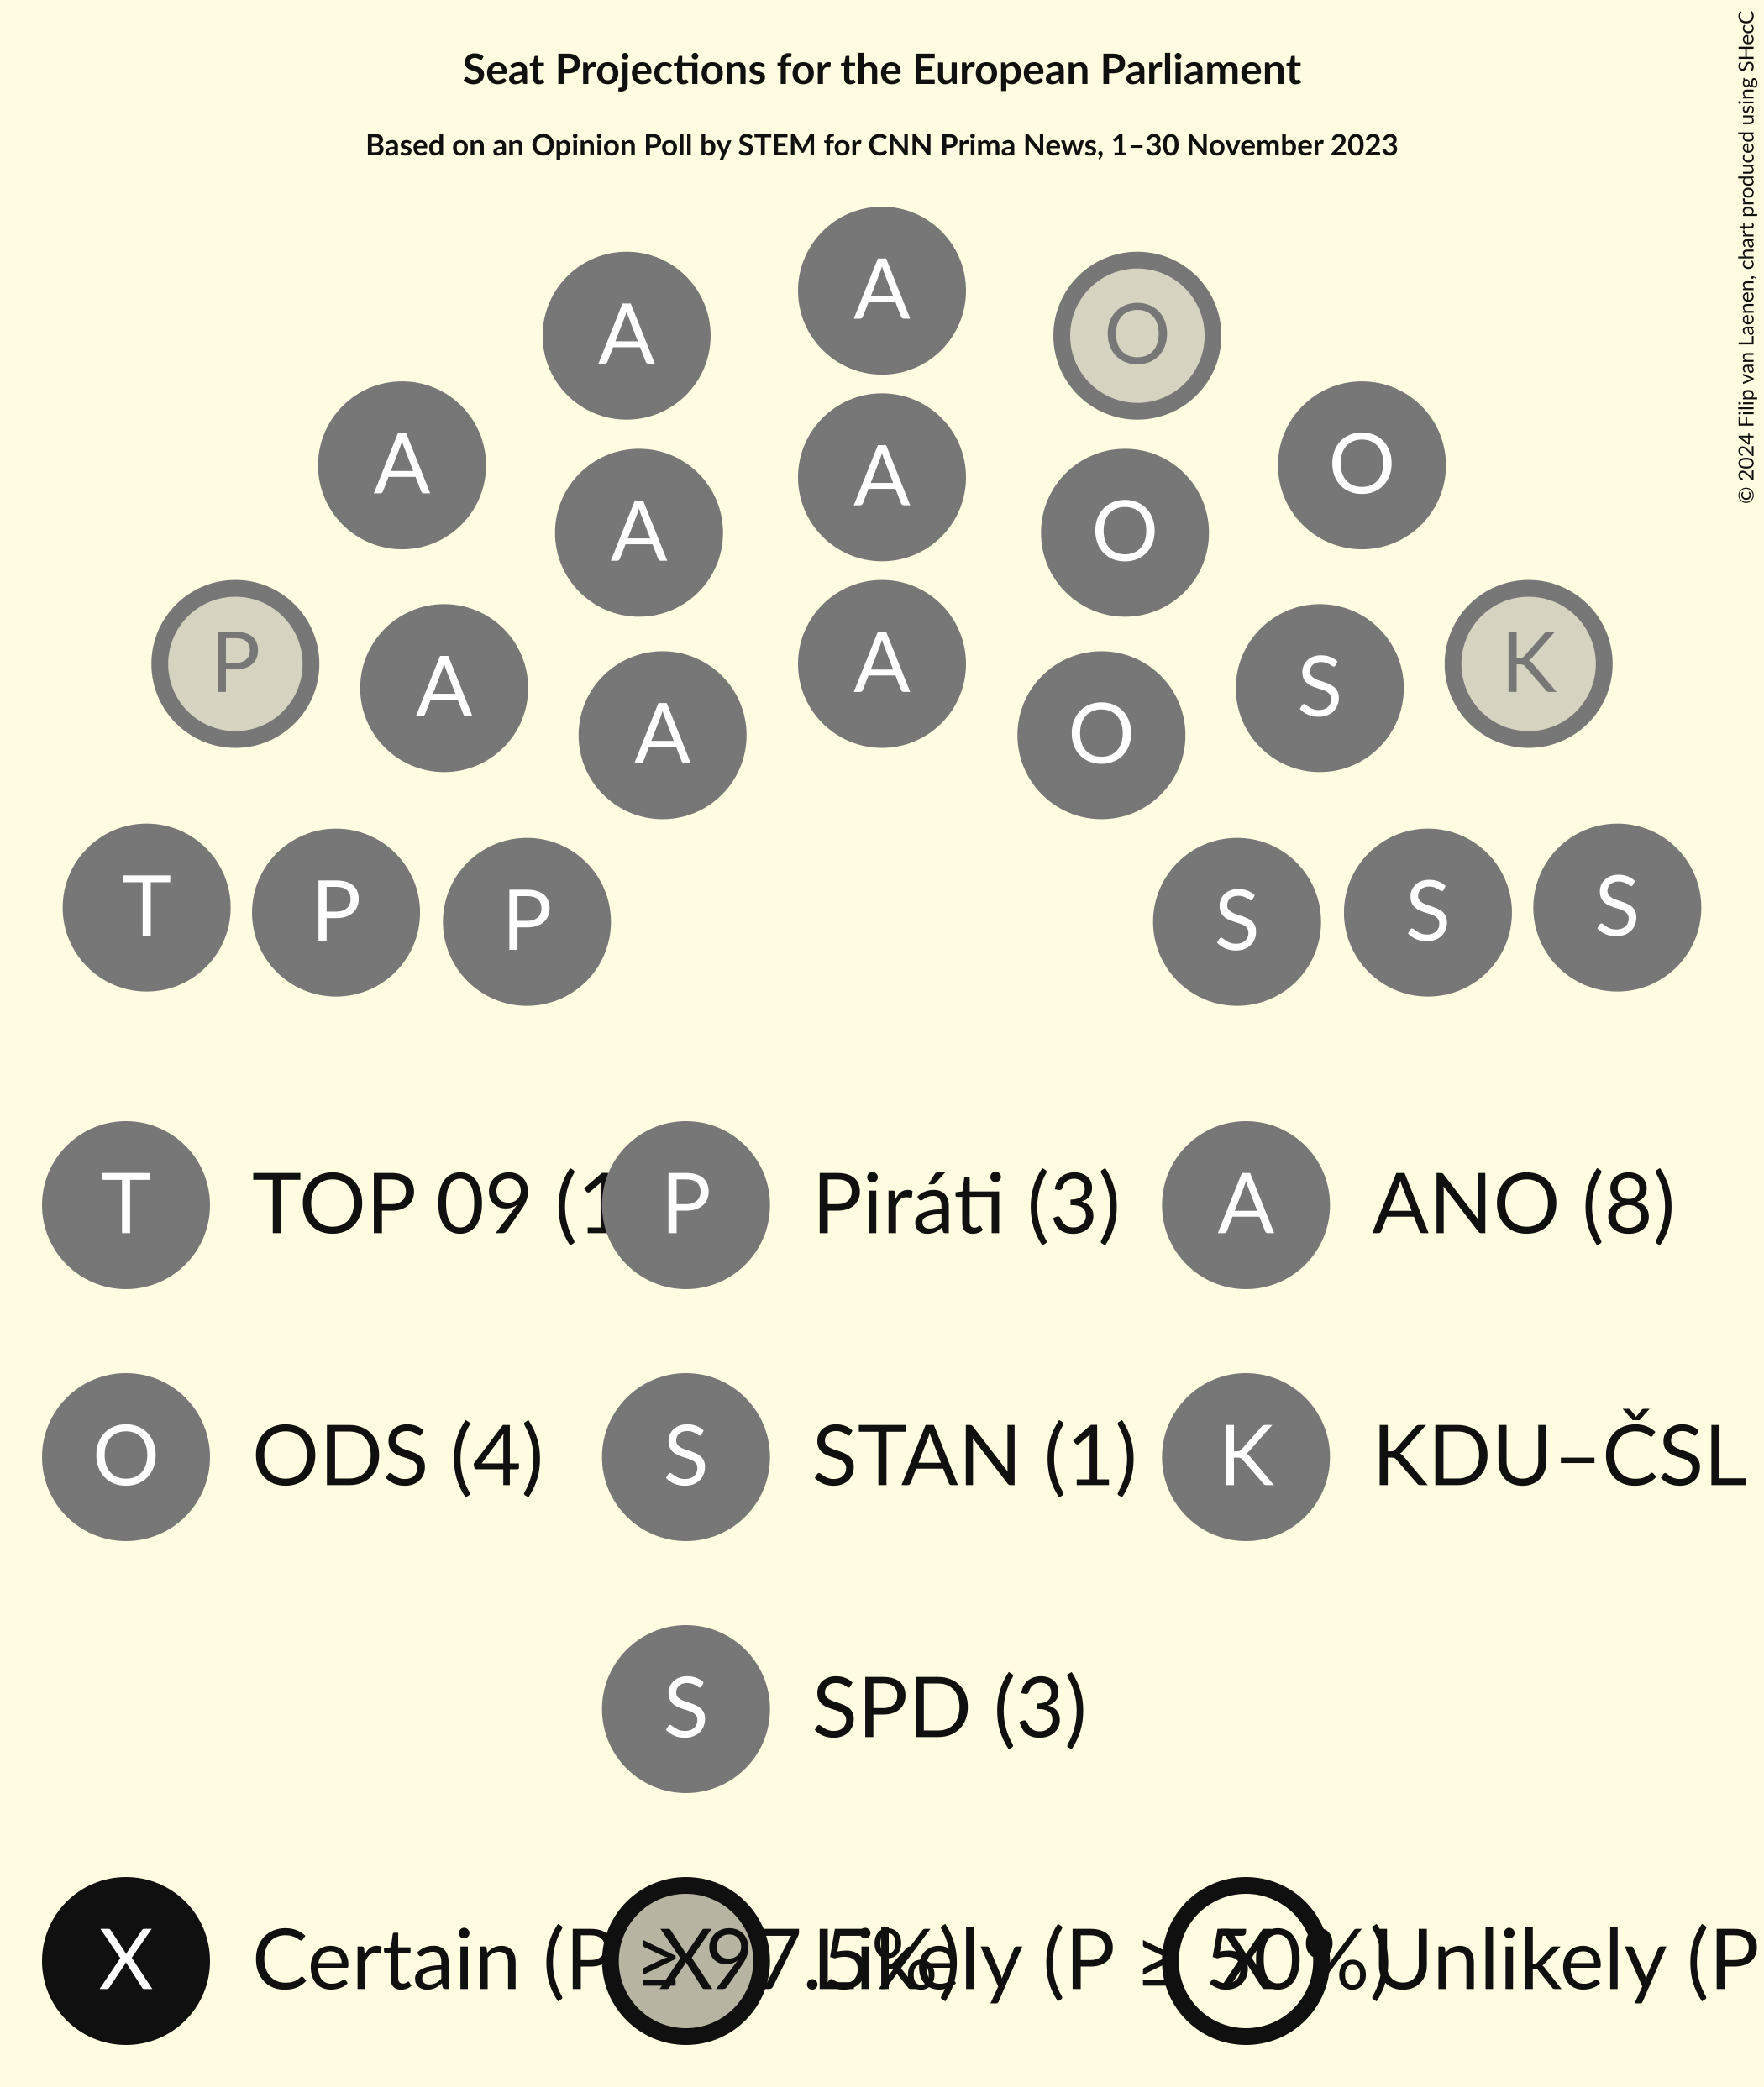 Seat Projections for the European Parliament
Based on an Opinion Poll by STEM for CNN Prima News, 1–30 November 2023
© 2024 Filip van Laenen, chart produced using SHecC
A
A A O
A A A O O
P A A A O S K
T P P S S S
T TOP 09 (1 P Piráti (3) A ANO (8)
O ODS (4) S STAN (1) K KDU–ČSL
S SPD (3)
X Certain (P ≥ 97.5%) X Likely (P ≥ 50%) X Unlikely (P